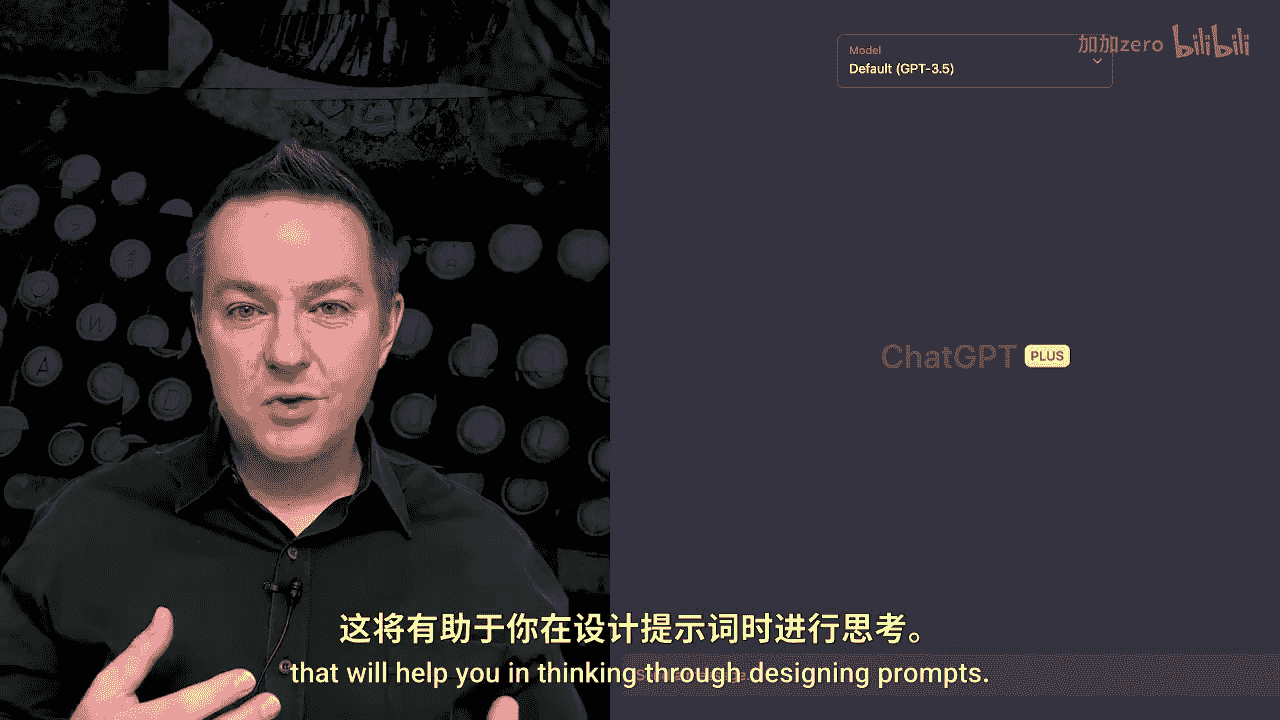 Model
Default (GPT-3.5)
加加zero bilibili
ChatGPT PLUS
这将有助于你在设计提示词时进行思考。
that will help you in thinking through designing prompts.